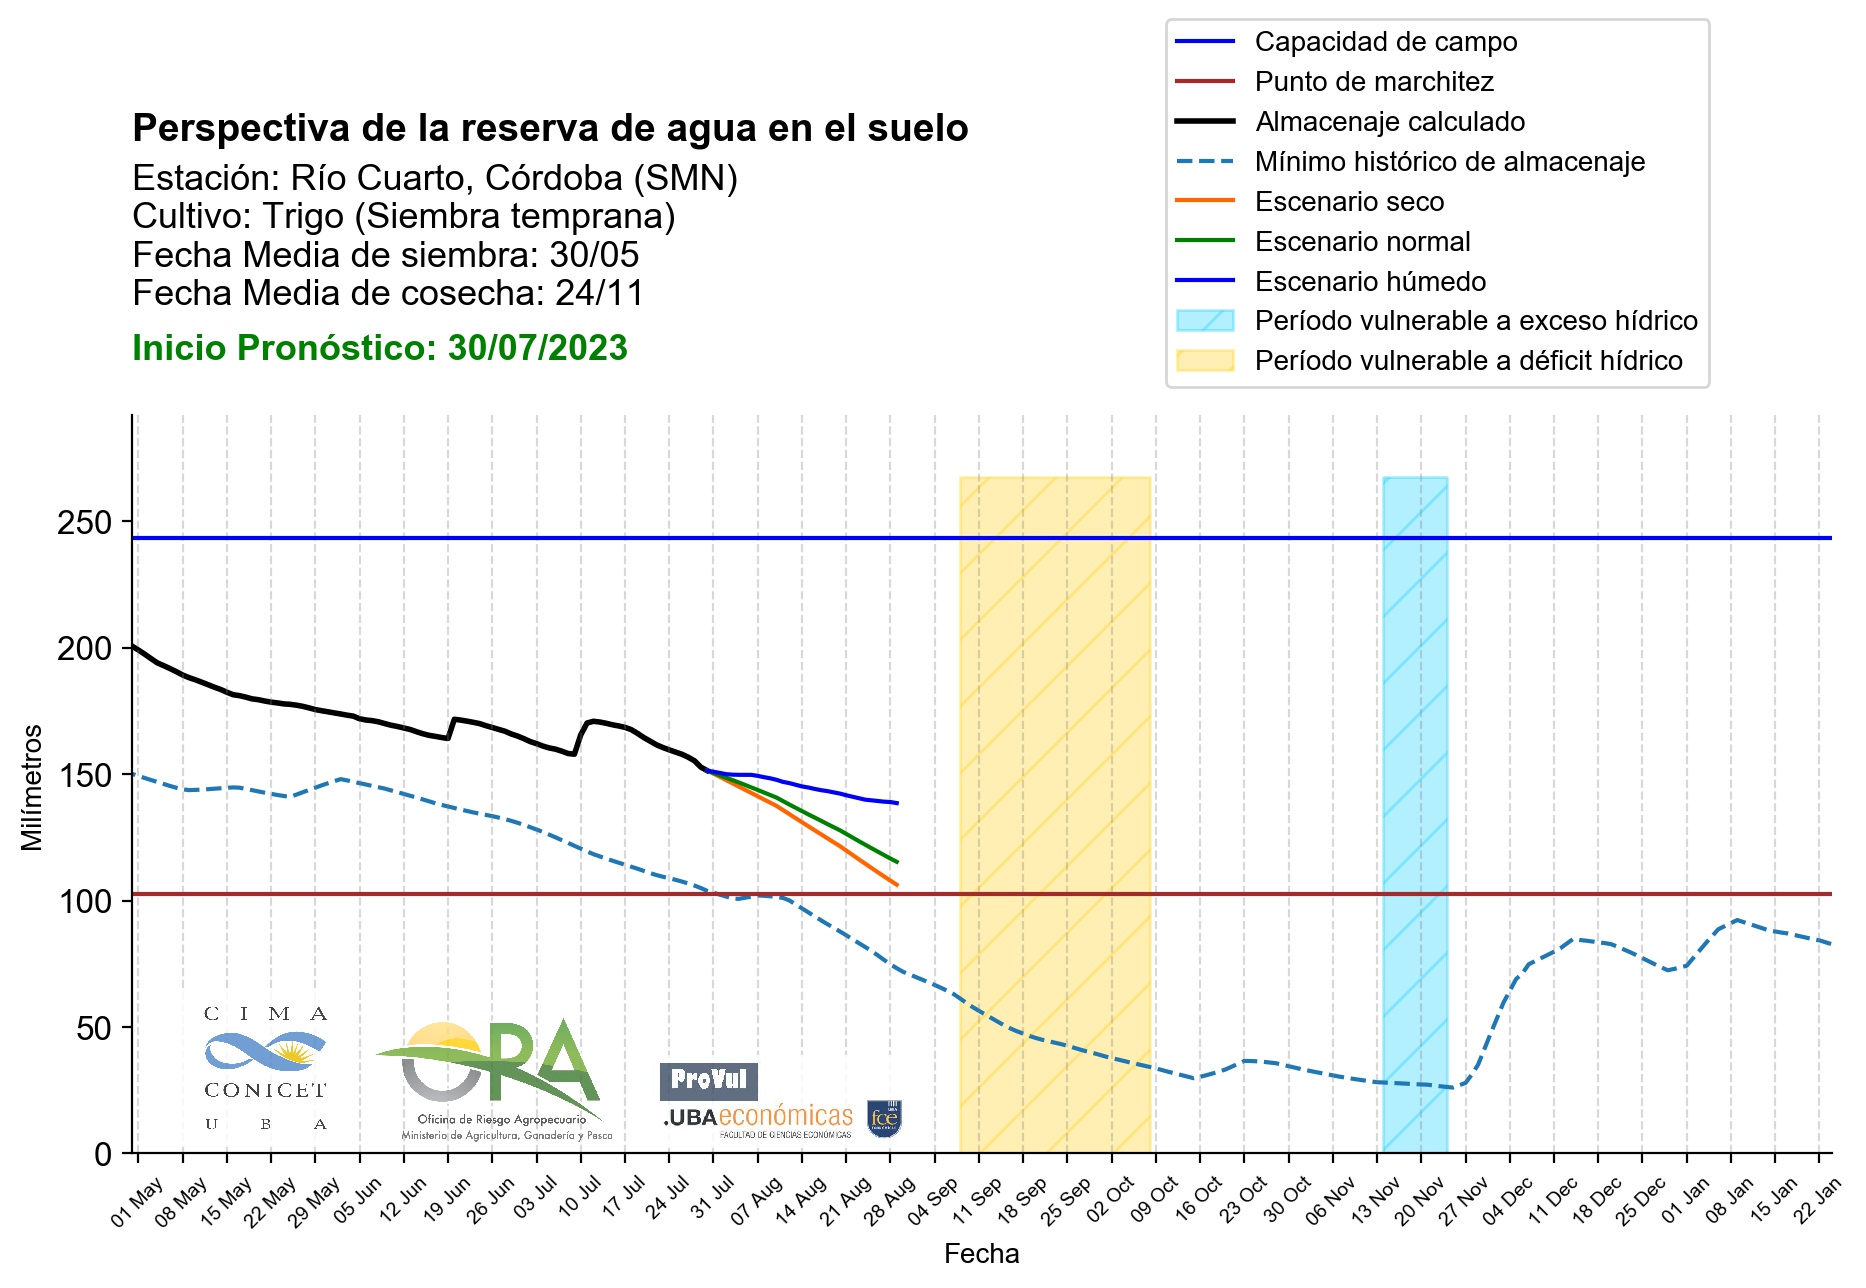 Capacidad de campo
Punto de marchitez
Almacenaje calculado
Mínimo histórico de almacenaje
Escenario seco
Escenario normal
Escenario húmedo
Período vulnerable a exceso hídrico
Período vulnerable a déficit hídrico
Perspectiva de la reserva de agua en el suelo
Estación: Río Cuarto, Córdoba (SMN)
Cultivo: Trigo (Siembra temprana)
Fecha Media de siembra: 30/05
Fecha Media de cosecha: 24/11
Inicio Pronóstico: 30/07/2023
Milímetros
250
200
150
100
50
0
CIMA
CONICET
UBA
ORA
Oficina de Riesgo Agropecuario
Ministerio de Agricultura, Ganadería y Pesca
ProVul
.UBAeconómicas
FACULTAD DE CIENCIAS ECONÓMICAS
fce
01 May 08 May 15 May 22 May 29 May 05 Jun 12 Jun 19 Jun 26 Jun 03 Jul 10 Jul 17 Jul 24 Jul 31 Jul 07 Aug 14 Aug 21 Aug 28 Aug 04 Sep 11 Sep 18 Sep 25 Sep 02 Oct 09 Oct 16 Oct 23 Oct 30 Oct 06 Nov 13 Nov 20 Nov 27 Nov 04 Dec 11 Dec 18 Dec 25 Dec 01 Jan 08 Jan 15 Jan 22 Jan
Fecha